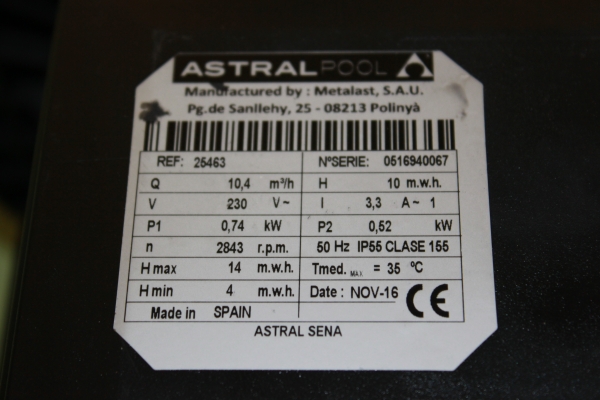 ASTRALPOOL
Manufactured by : Metalast, S.A.U.
Pg.de Sanllehy, 25 - 08213 Polinyà
REF: 25463 NºSERIE: 0516940067
Q 10,4 m³/h H 10 m.w.h.
V 230 V~ I 3,3 A~ 1
P1 0,74 kW P2 0,52 kW
n 2843 r.p.m. 50 Hz IP55 CLASE 155
H max 14 m.w.h. Tmed. MAX = 35 ºC
H min 4 m.w.h. Date : NOV-16 CE
Made in SPAIN
ASTRAL SENA